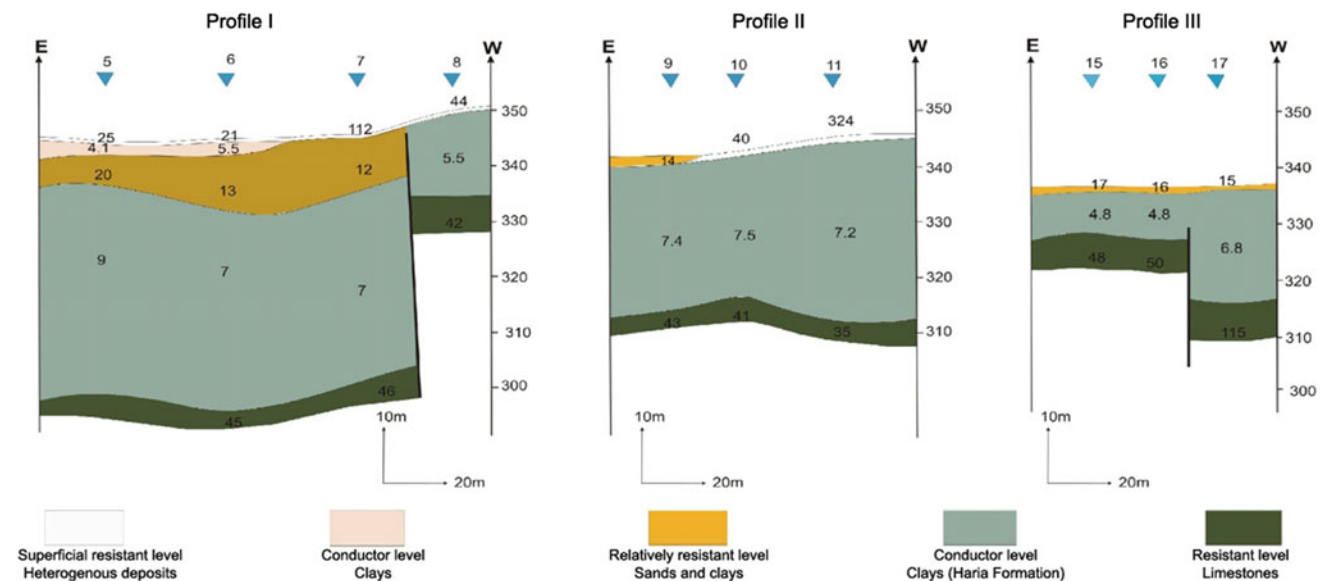 Profile I
Profile II
Profile III
E
W
E
W
E
W
5
6
7
8
9
10
11
15
16
17
44
350
350
350
25
21
112
40
324
4.1
5.5
5.5
14
20
13
12
340
340
17
16
15
340
42
330
330
4.8
4.8
330
9
7
7
7.4
7.5
7.2
6.8
320
320
48
50
320
310
43
41
35
310
115
310
300
46
45
300
10m
10m
10m
20m
20m
20m
Superficial resistant level
Heterogenous deposits
Conductor level
Clays
Relatively resistant level
Sands and clays
Conductor level
Clays (Haria Formation)
Resistant level
Limestones